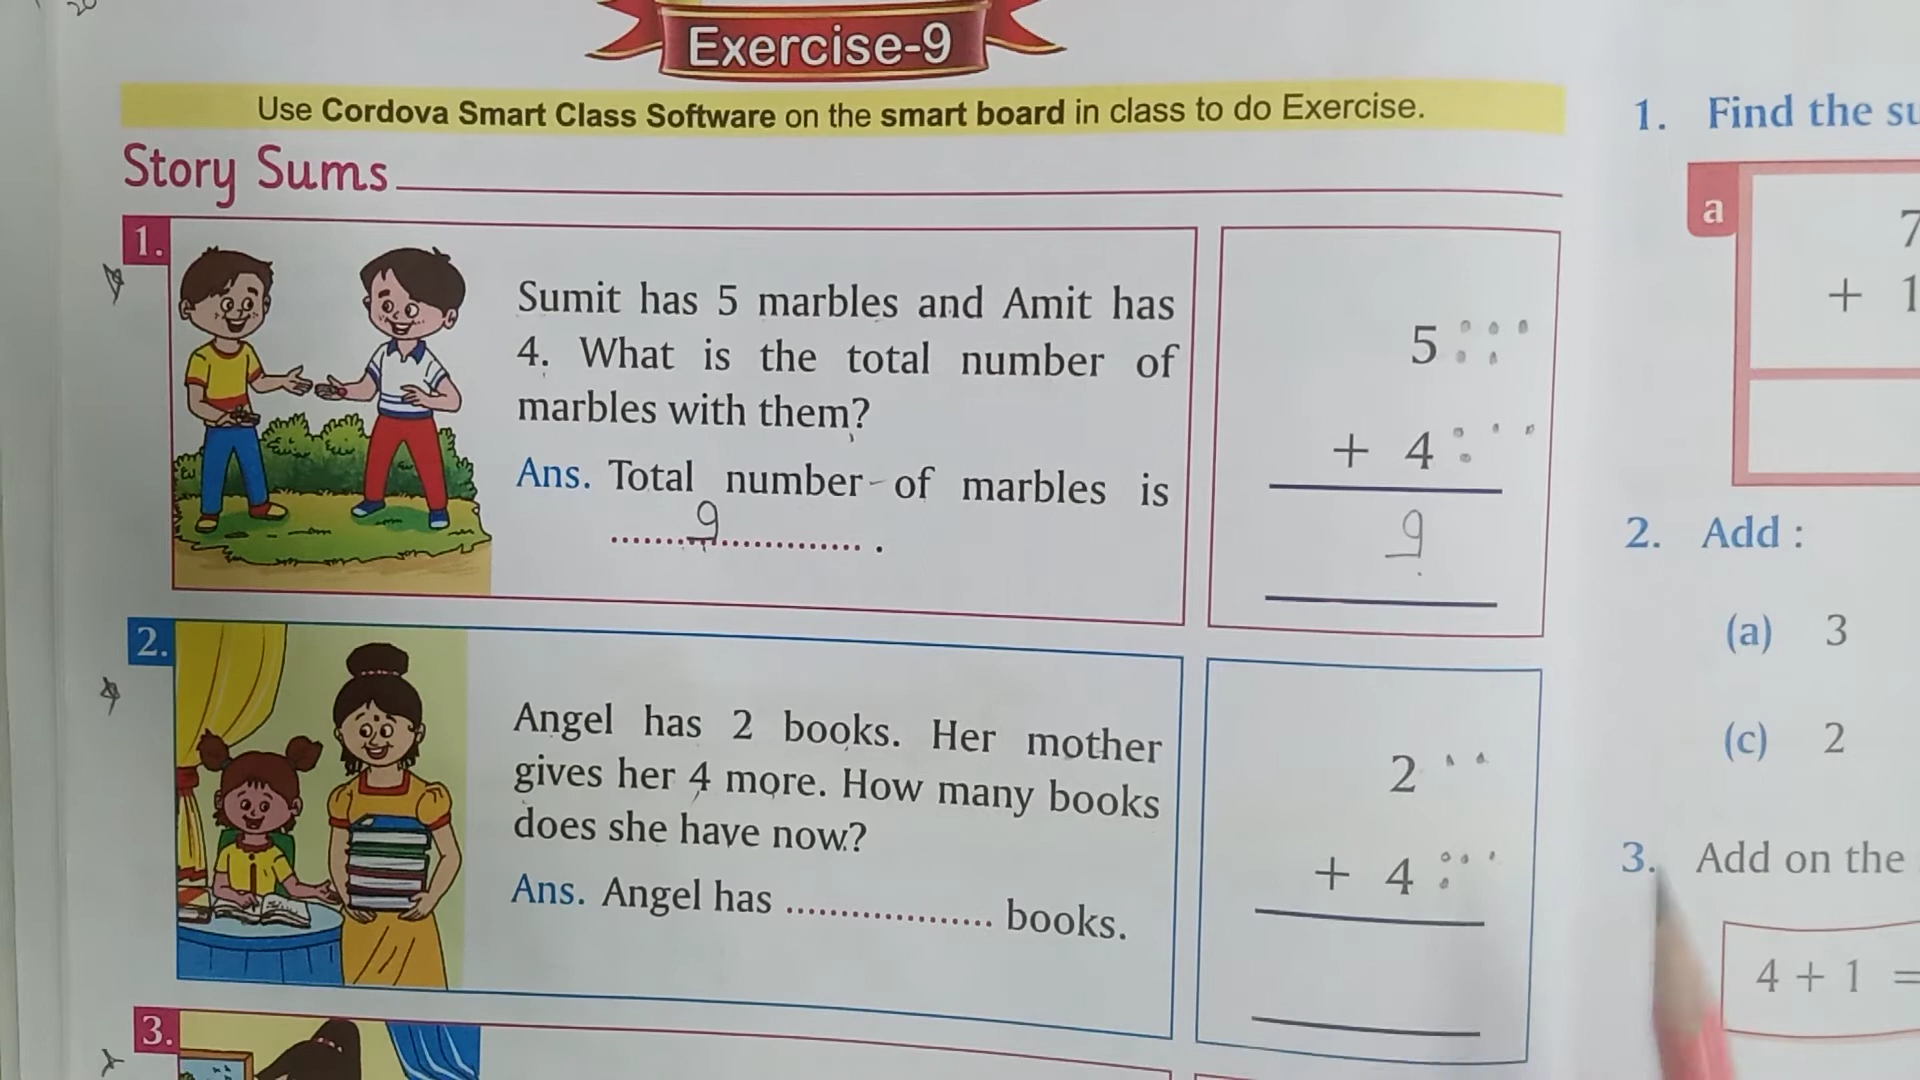 20
Exercise-9
Use Cordova Smart Class Software on the smart board in class to do Exercise.
Story Sums
1.
Sumit has 5 marbles and Amit has
4. What is the total number of
marbles with them?
Ans. Total number of marbles is
9 .
5
+ 4
9
2.
Angel has 2 books. Her mother
gives her 4 more. How many books
does she have now?
Ans. Angel has .................... books.
2
+ 4
3.
1. Find the
a
7
+ 1
2. Add :
(a) 3
(c) 2
3. Add on the
4 + 1 =